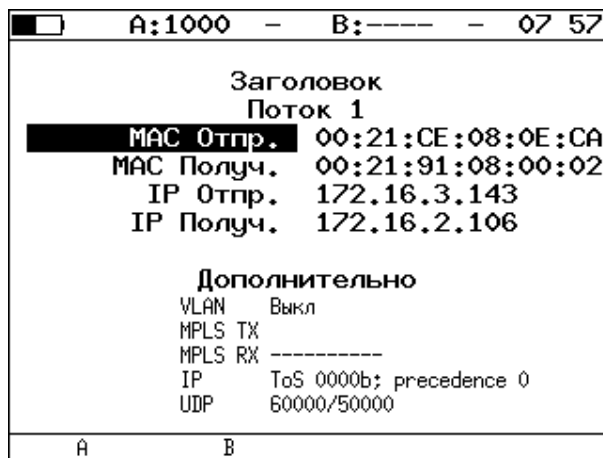 A:1000 – B:---- – 07 57
Заголовок
Поток 1
MAC Отпр. 00:21:CE:08:0E:CA
MAC Получ. 00:21:91:08:00:02
IP Отпр. 172.16.3.143
IP Получ. 172.16.2.106
Дополнительно
VLAN Выкл
MPLS TX
MPLS RX ----------
IP ToS 0000b; precedence 0
UDP 60000/50000
A B